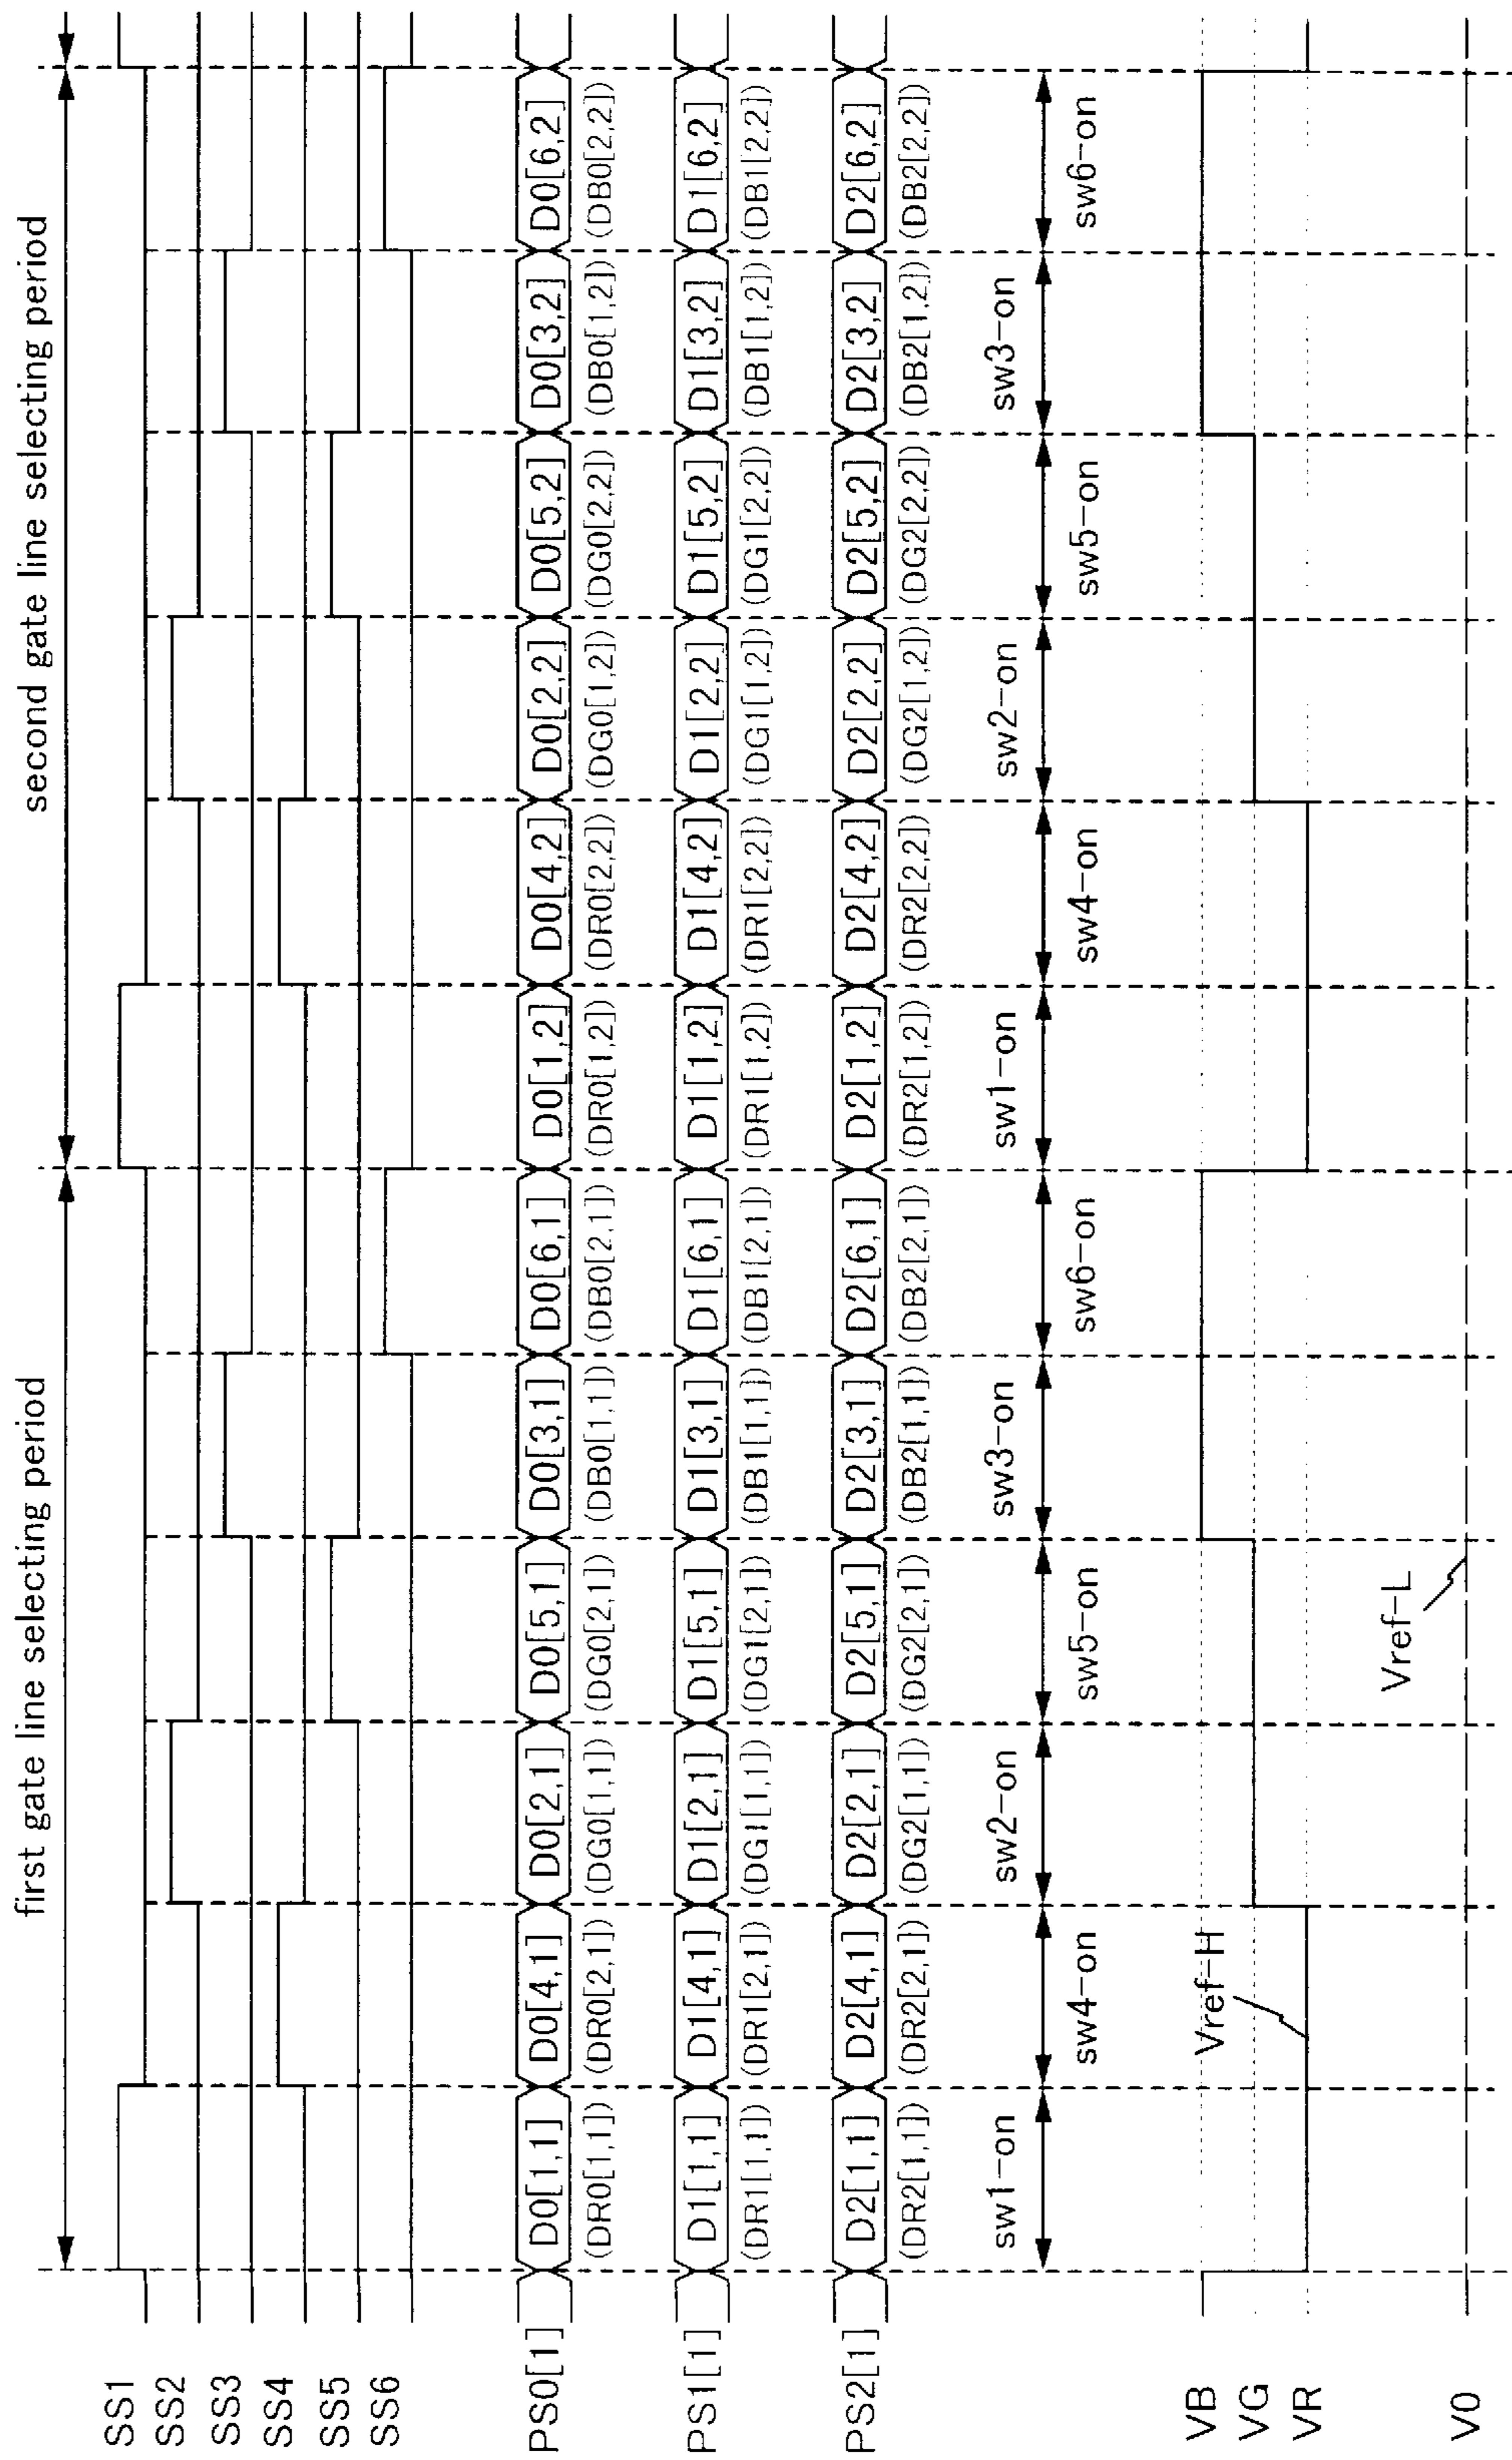 first gate line selecting period
second gate line selecting period
SS1
SS2
SS3
SS4
SS5
SS6
PS0[1]
D0[1,1] D0[4,1] D0[2,1] D0[5,1] D0[3,1] D0[6,1] D0[1,2] D0[4,2] D0[2,2] D0[5,2] D0[3,2] D0[6,2]
(DR0[1,1]) (DR0[2,1]) (DG0[1,1]) (DG0[2,1]) (DB0[1,1]) (DB0[2,1]) (DR0[1,2]) (DR0[2,2]) (DG0[1,2]) (DG0[2,2]) (DB0[1,2]) (DB0[2,2])
PS1[1]
D1[1,1] D1[4,1] D1[2,1] D1[5,1] D1[3,1] D1[6,1] D1[1,2] D1[4,2] D1[2,2] D1[5,2] D1[3,2] D1[6,2]
(DR1[1,1]) (DR1[2,1]) (DG1[1,1]) (DG1[2,1]) (DB1[1,1]) (DB1[2,1]) (DR1[1,2]) (DR1[2,2]) (DG1[1,2]) (DG1[2,2]) (DB1[1,2]) (DB1[2,2])
PS2[1]
D2[1,1] D2[4,1] D2[2,1] D2[5,1] D2[3,1] D2[6,1] D2[1,2] D2[4,2] D2[2,2] D2[5,2] D2[3,2] D2[6,2]
(DR2[1,1]) (DR2[2,1]) (DG2[1,1]) (DG2[2,1]) (DB2[1,1]) (DB2[2,1]) (DR2[1,2]) (DR2[2,2]) (DG2[1,2]) (DG2[2,2]) (DB2[1,2]) (DB2[2,2])
sw1-on sw4-on sw2-on sw5-on sw3-on sw6-on sw1-on sw4-on sw2-on sw5-on sw3-on sw6-on
VB
Vref-H
VG
VR
Vref-L
V0